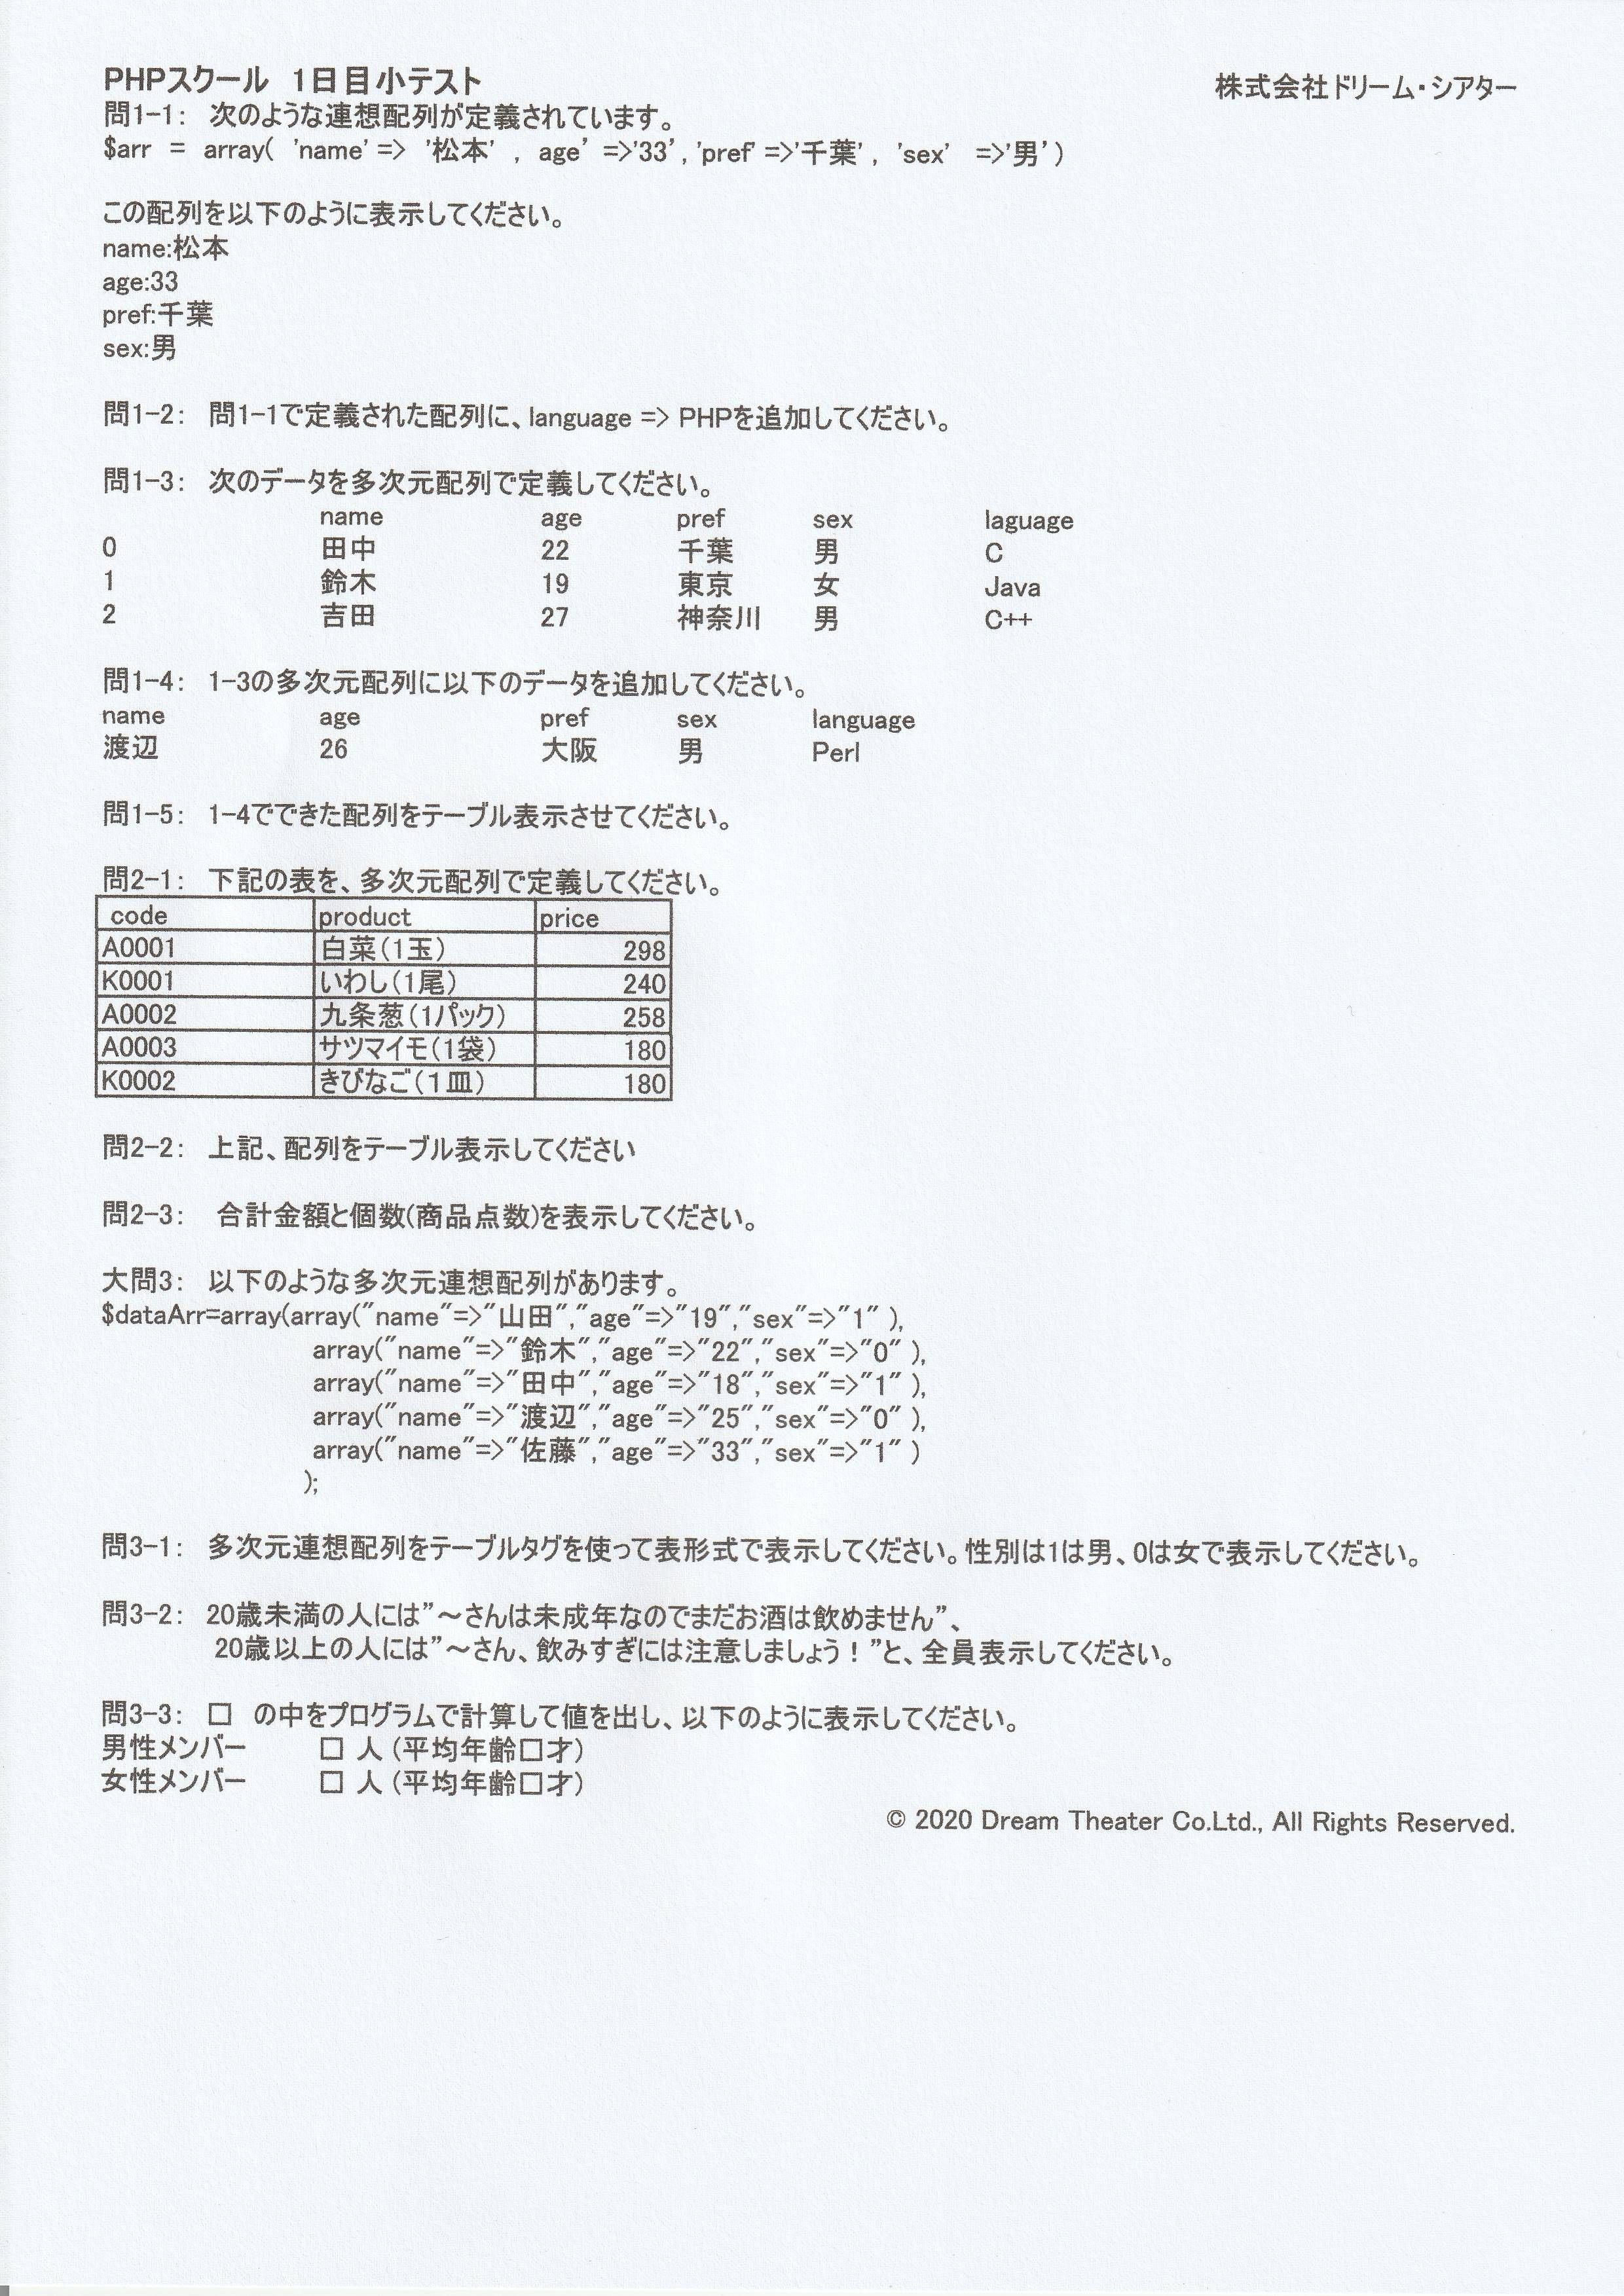 PHPスクール　1日目小テスト　株式会社ドリーム・シアター
問1-1：　次のような連想配列が定義されています。
$arr = array( 'name' => '松本' , age' =>'33', 'pref' =>'千葉' , 'sex' =>'男')
この配列を以下のように表示してください。
name:松本
age:33
pref:千葉
sex:男
問1-2：　問1-1で定義された配列に、language => PHPを追加してください。
問1-3：　次のデータを多次元配列で定義してください。
name age pref sex laguage
0 田中 22 千葉 男 C
1 鈴木 19 東京 女 Java
2 吉田 27 神奈川 男 C++
問1-4：　1-3の多次元配列に以下のデータを追加してください。
name age pref sex language
渡辺 26 大阪 男 Perl
問1-5：　1-4でできた配列をテーブル表示させてください。
問2-1：　下記の表を、多次元配列で定義してください。
code product price
A0001 白菜（1玉） 298
K0001 いわし（1尾） 240
A0002 九条葱（1パック） 258
A0003 サツマイモ（1袋） 180
K0002 きびなご（１皿） 180
問2-2：　上記、配列をテーブル表示してください
問2-3：　合計金額と個数(商品点数)を表示してください。
大問3：　以下のような多次元連想配列があります。
$dataArr=array(array("name"=>"山田","age"=>"19","sex"=>"1" ),
array("name"=>"鈴木","age"=>"22","sex"=>"0" ),
array("name"=>"田中","age"=>"18","sex"=>"1" ),
array("name"=>"渡辺","age"=>"25","sex"=>"0" ),
array("name"=>"佐藤","age"=>"33","sex"=>"1" )
);
問3-1：　多次元連想配列をテーブルタグを使って表形式で表示してください。性別は1は男、0は女で表示してください。
問3-2：　20歳未満の人には”～さんは未成年なのでまだお酒は飲めません”、
20歳以上の人には”～さん、飲みすぎには注意しましょう！”と、全員表示してください。
問3-3：　□　の中をプログラムで計算して値を出し、以下のように表示してください。
男性メンバー　□ 人（平均年齢□才）
女性メンバー　□ 人（平均年齢□才）
© 2020 Dream Theater Co.Ltd., All Rights Reserved.